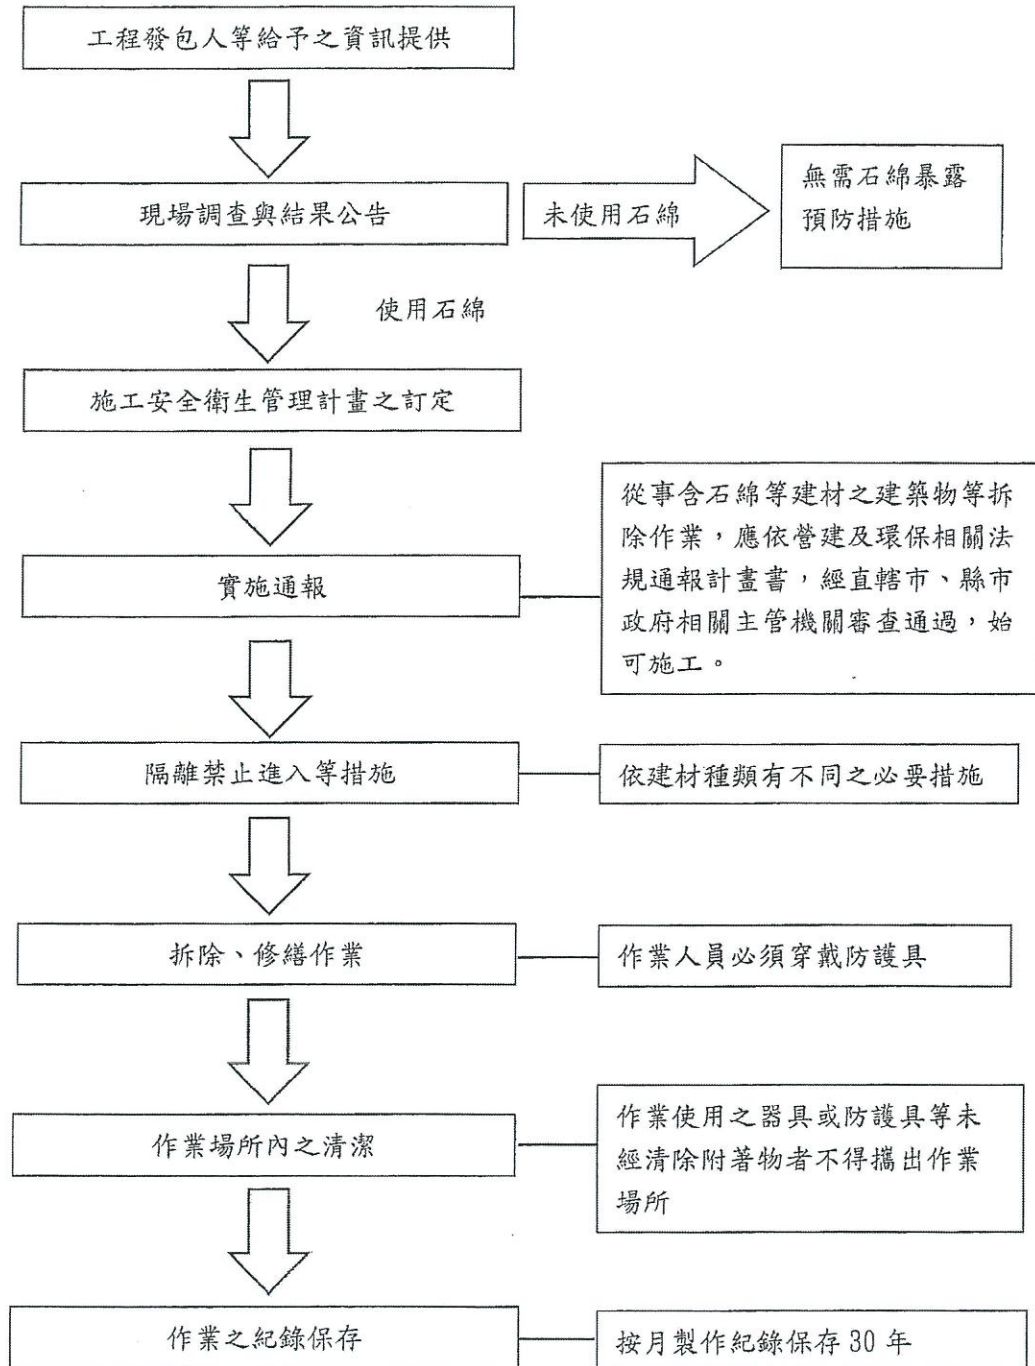 工程發包人等給予之資訊提供
現場調查與結果公告
未使用石綿
無需石綿暴露
預防措施
使用石綿
施工安全衛生管理計畫之訂定
實施通報
從事含石綿等建材之建築物等拆
除作業，應依營建及環保相關法
規通報計畫書，經直轄市、縣市
政府相關主管機關審查通過，始
可施工。
隔離禁止進入等措施
依建材種類有不同之必要措施
拆除、修繕作業
作業人員必須穿戴防護具
作業場所內之清潔
作業使用之器具或防護具等未
經清除附著物者不得攜出作業
場所
作業之紀錄保存
按月製作紀錄保存 30 年